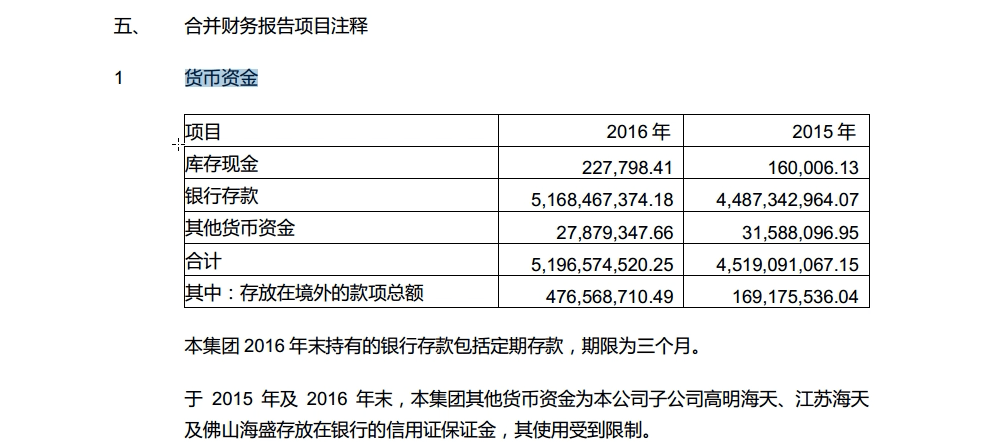 五、 合并财务报告项目注释
1 货币资金
项目 2016 年 2015 年
库存现金 227,798.41 160,006.13
银行存款 5,168,467,374.18 4,487,342,964.07
其他货币资金 27,879,347.66 31,588,096.95
合计 5,196,574,520.25 4,519,091,067.15
其中：存放在境外的款项总额 476,568,710.49 169,175,536.04
本集团 2016 年末持有的银行存款包括定期存款，期限为三个月。
于 2015 年及 2016 年末，本集团其他货币资金为本公司子公司高明海天、江苏海天
及佛山海盛存放在银行的信用证保证金，其使用受到限制。